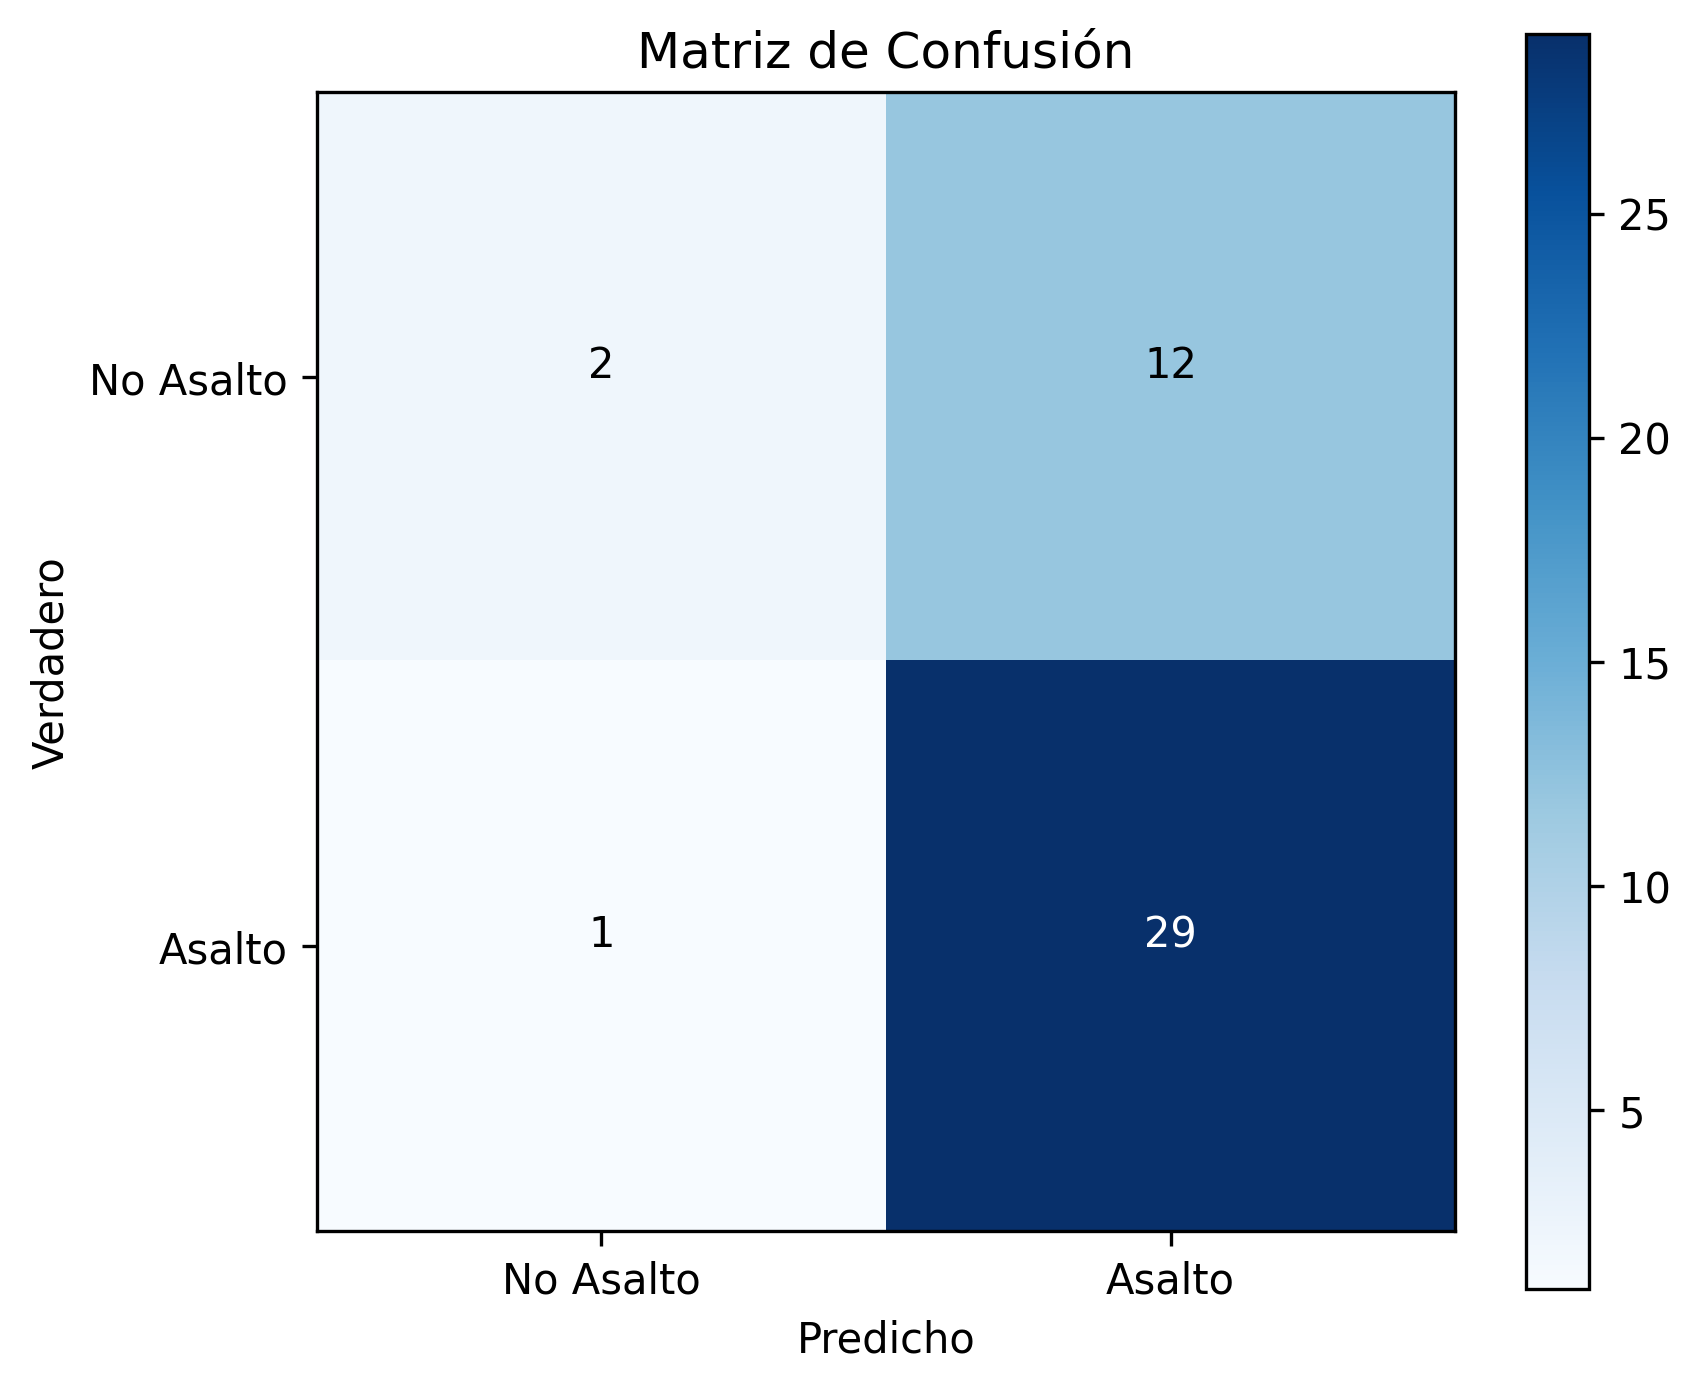 Matriz de Confusión
No Asalto
2
12
Asalto
1
29
No Asalto
Asalto
Predicho
Verdadero
25
20
15
10
5